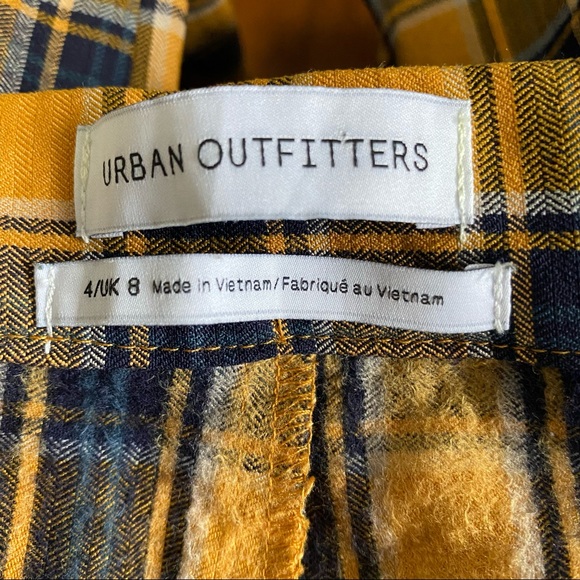 URBAN OUTFITTERS
4/UK 8 Made in Vietnam/Fabriqué au Vietnam